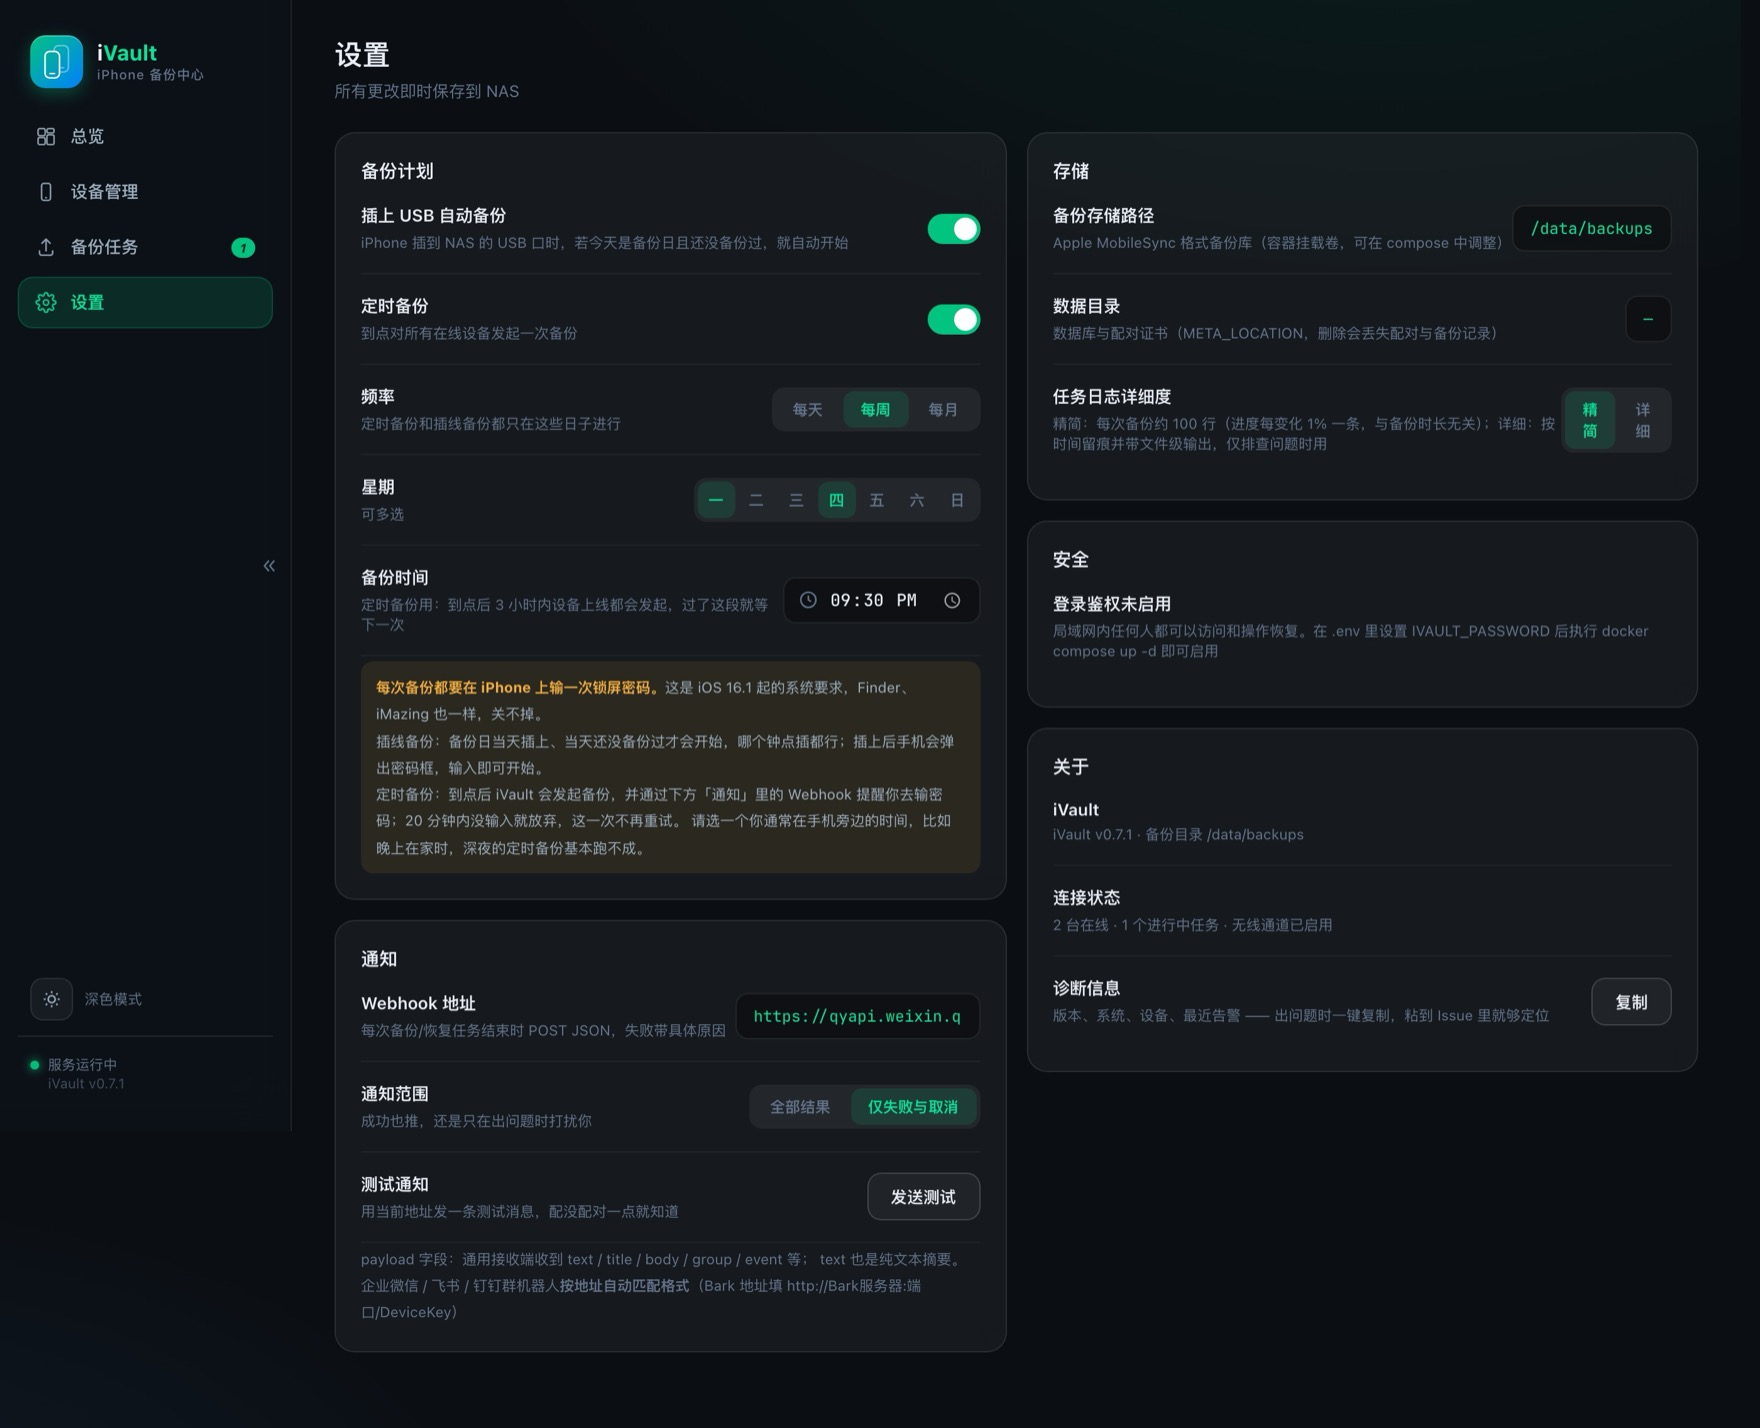 iVault
iPhone 备份中心
总览
设备管理
备份任务
1
设置
深色模式
服务运行中
iVault v0.7.1
设置
所有更改即时保存到 NAS
备份计划
插上 USB 自动备份
iPhone 插到 NAS 的 USB 口时，若今天是备份日且还没备份过，就自动开始
定时备份
到点对所有在线设备发起一次备份
频率
定时备份和插线备份都只在这些日子进行
每天
每周
每月
星期
可多选
一
二
三
四
五
六
日
备份时间
定时备份用：到点后 3 小时内设备上线都会发起，过了这段就等
下一次
09:30 PM
每次备份都要在 iPhone 上输一次锁屏密码。这是 iOS 16.1 起的系统要求，Finder、
iMazing 也一样，关不掉。
插线备份：备份日当天插上、当天还没备份过才会开始，哪个钟点插都行；插上后手机会弹
出密码框，输入即可开始。
定时备份：到点后 iVault 会发起备份，并通过下方「通知」里的 Webhook 提醒你去输密
码；20 分钟内没输入就放弃，这一次不再重试。 请选一个你通常在手机旁边的时间，比如
晚上在家时，深夜的定时备份基本跑不成。
通知
Webhook 地址
每次备份/恢复任务结束时 POST JSON，失败带具体原因
https://qyapi.weixin.q
通知范围
成功也推，还是只在出问题时打扰你
全部结果
仅失败与取消
测试通知
用当前地址发一条测试消息，配没配对一点就知道
发送测试
payload 字段：通用接收端收到 text / title / body / group / event 等； text 也是纯文本摘要。
企业微信 / 飞书 / 钉钉群机器人按地址自动匹配格式（Bark 地址填 http://Bark服务器:端
口/DeviceKey）
存储
备份存储路径
Apple MobileSync 格式备份库（容器挂载卷，可在 compose 中调整）
/data/backups
数据目录
数据库与配对证书（META_LOCATION，删除会丢失配对与备份记录）
—
任务日志详细度
精简：每次备份约 100 行（进度每变化 1% 一条，与备份时长无关）；详细：按
时间留痕并带文件级输出，仅排查问题时用
精
简
详
细
安全
登录鉴权未启用
局域网内任何人都可以访问和操作恢复。在 .env 里设置 IVAULT_PASSWORD 后执行 docker
compose up -d 即可启用
关于
iVault
iVault v0.7.1 · 备份目录 /data/backups
连接状态
2 台在线 · 1 个进行中任务 · 无线通道已启用
诊断信息
版本、系统、设备、最近告警 —— 出问题时一键复制，粘到 Issue 里就够定位
复制